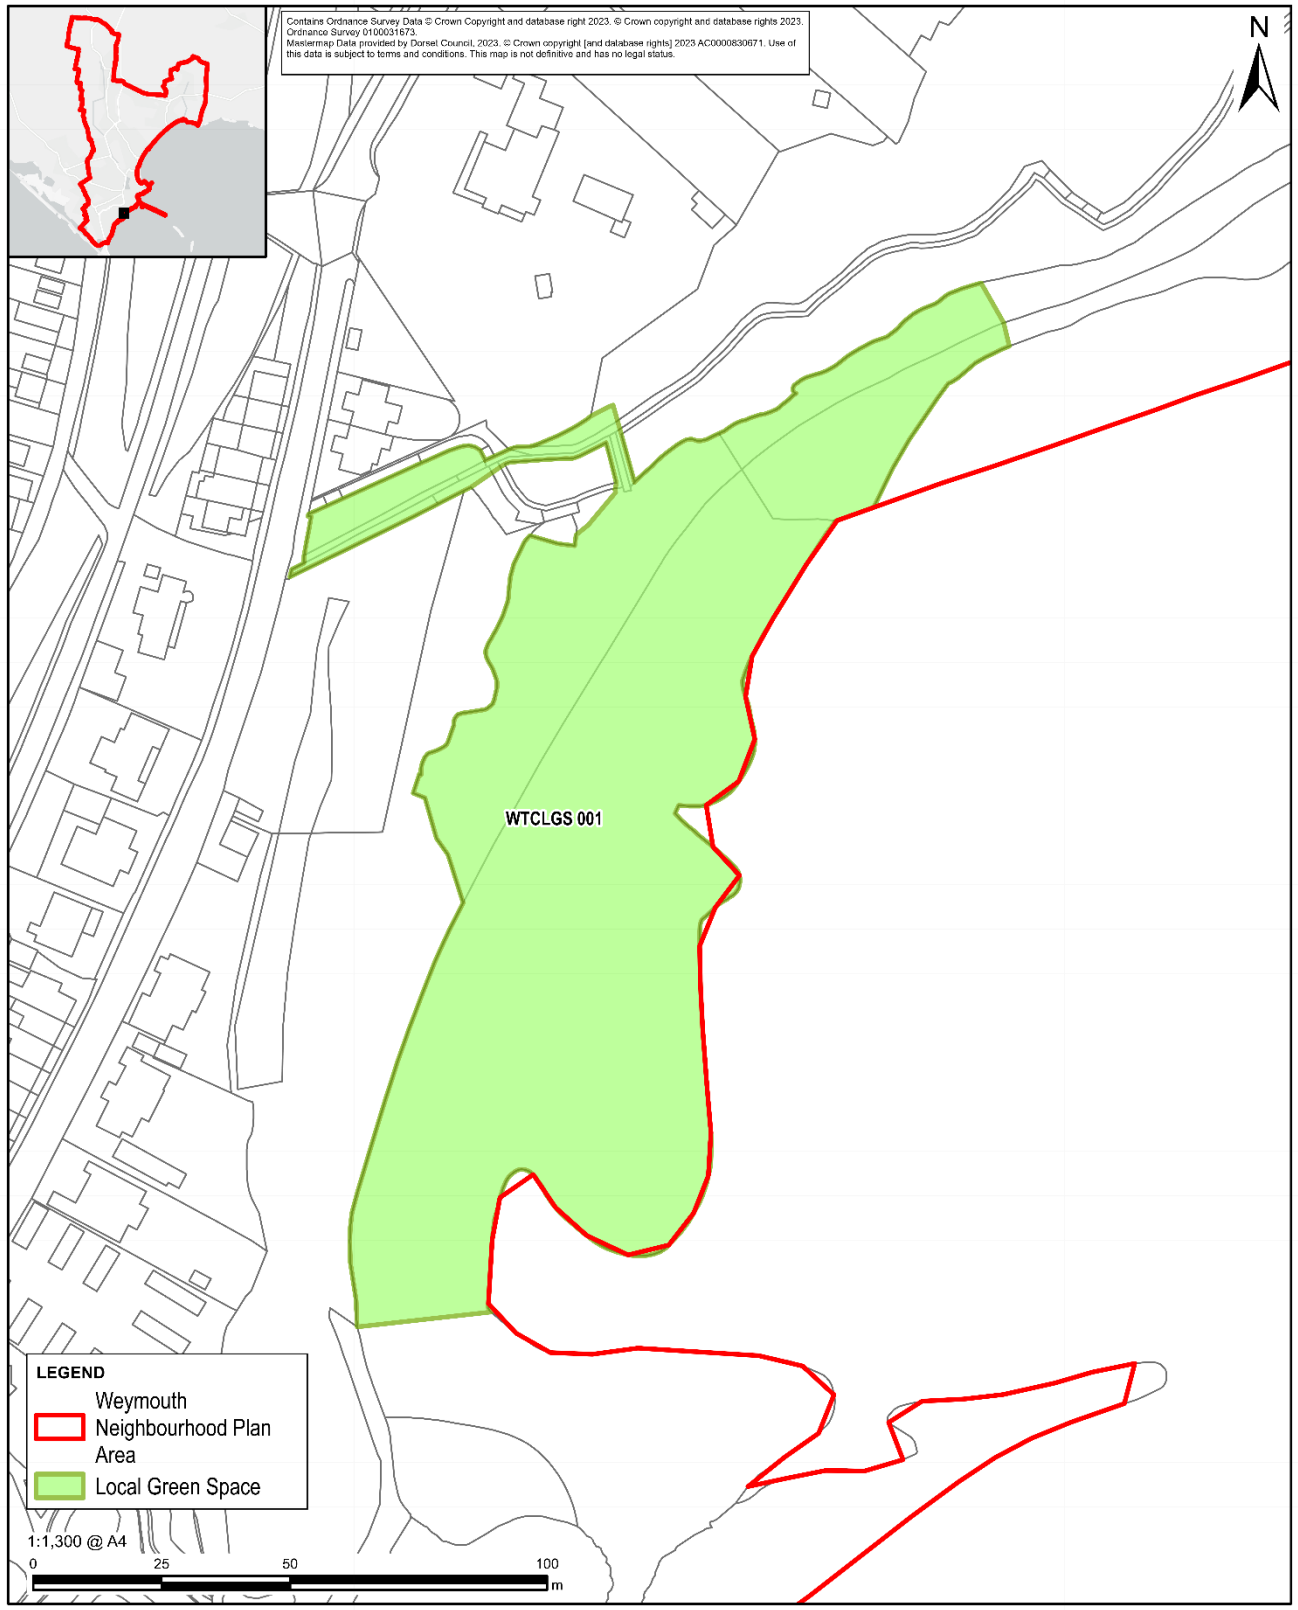 Contains Ordnance Survey Data © Crown Copyright and database right 2023. © Crown copyright and database rights 2023.
Ordnance Survey 0100031673.
Mastermap Data provided by Dorset Council, 2023. © Crown copyright [and database rights] 2023 AC0000830671. Use of
this data is subject to terms and conditions. This map is not definitive and has no legal status.
N
WTCLGS 001
LEGEND
Weymouth
Neighbourhood Plan
Area
Local Green Space
1:1,300 @ A4
0 25 50 100
m